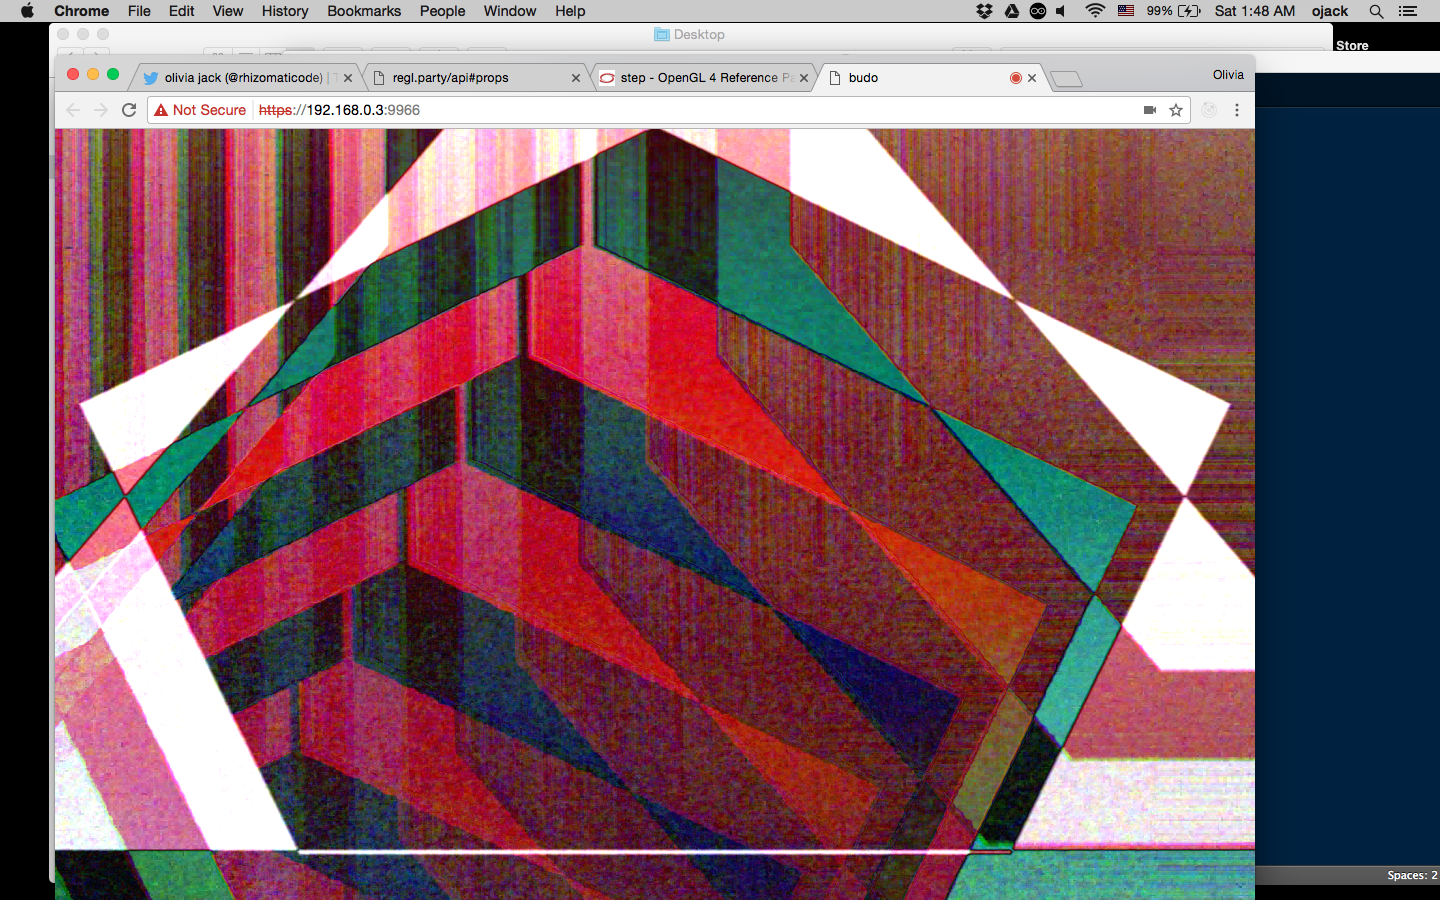 Chrome File Edit View History Bookmarks People Window Help 99% Sat 1:48 AM ojack
Desktop
Store
olivia jack (@rhizomaticode) |
regl.party/api#props
step - OpenGL 4 Reference
budo
Olivia
Not Secure https://192.168.0.3:9966
Spaces: 2